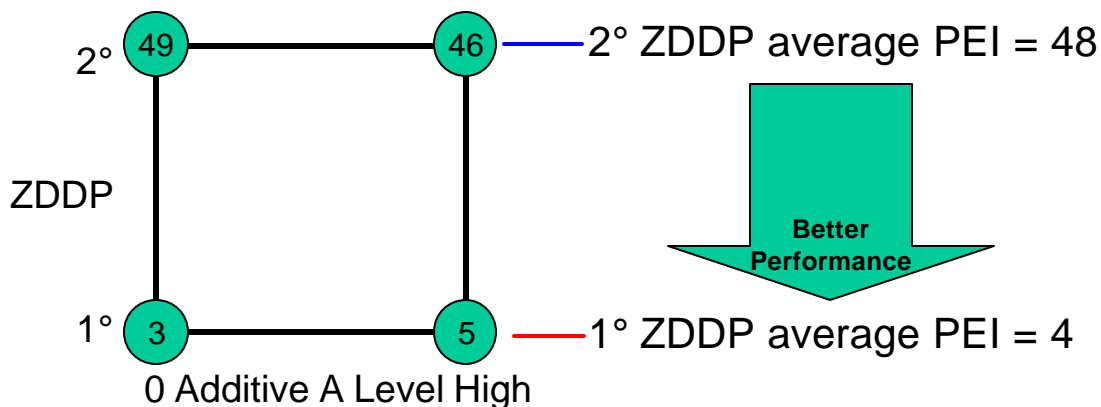 49
46
2° ZDDP average PEI = 48
2°
ZDDP
Better
Performance
1°
3
5
1° ZDDP average PEI = 4
0 Additive A Level High